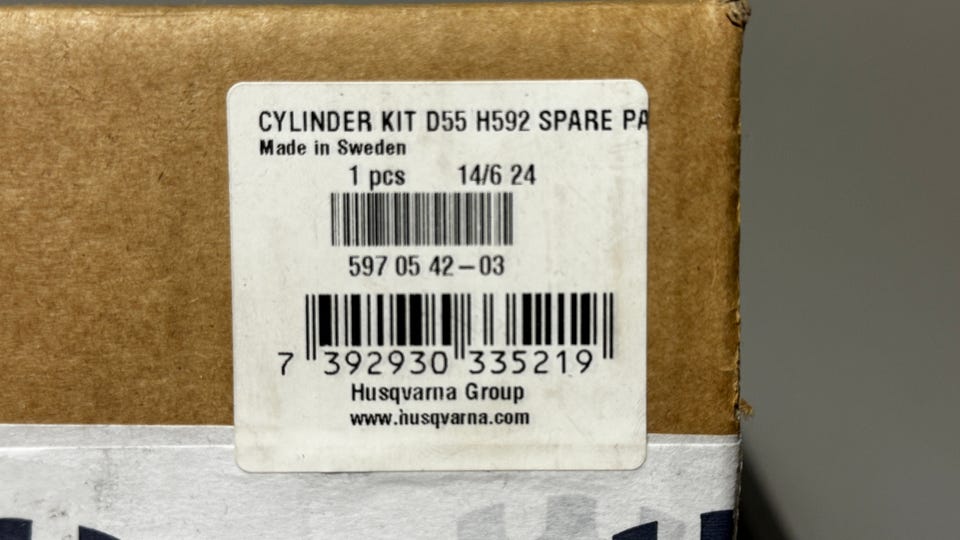 CYLINDER KIT D55 H592 SPARE PA
Made in Sweden
1 pcs 14/6 24
597 05 42-03
7 392930 335219
Husqvarna Group
www.husqvarna.com